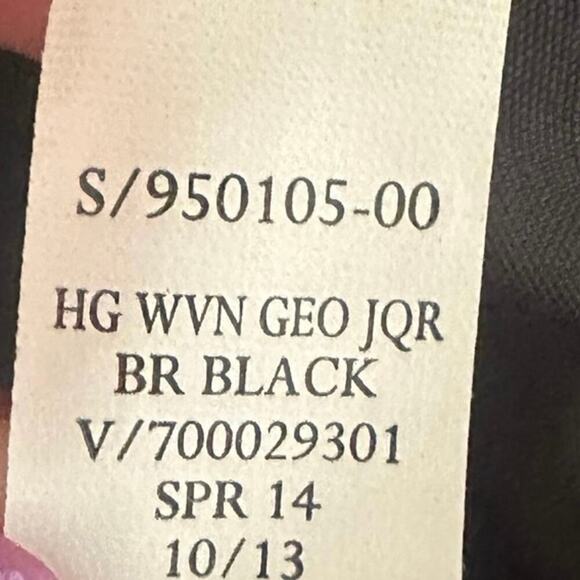 S/950105-00
HG WVN GEO JQR
BR BLACK
V/700029301
SPR 14
10/13